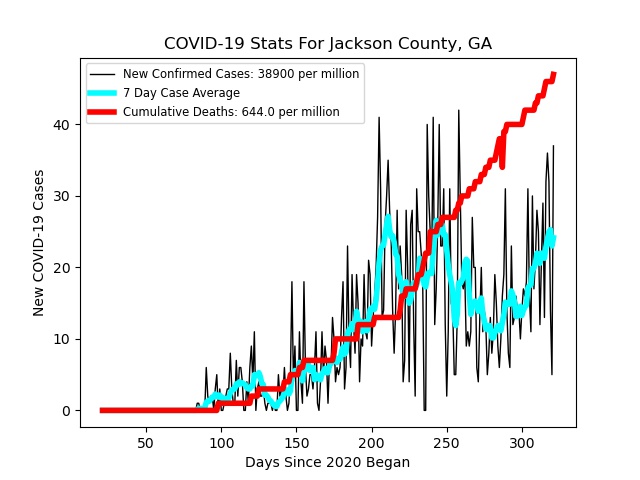 COVID-19 Stats For Jackson County, GA
New Confirmed Cases: 38900 per million
7 Day Case Average
Cumulative Deaths: 644.0 per million
New COVID-19 Cases
40
30
20
10
0
50 100 150 200 250 300
Days Since 2020 Began